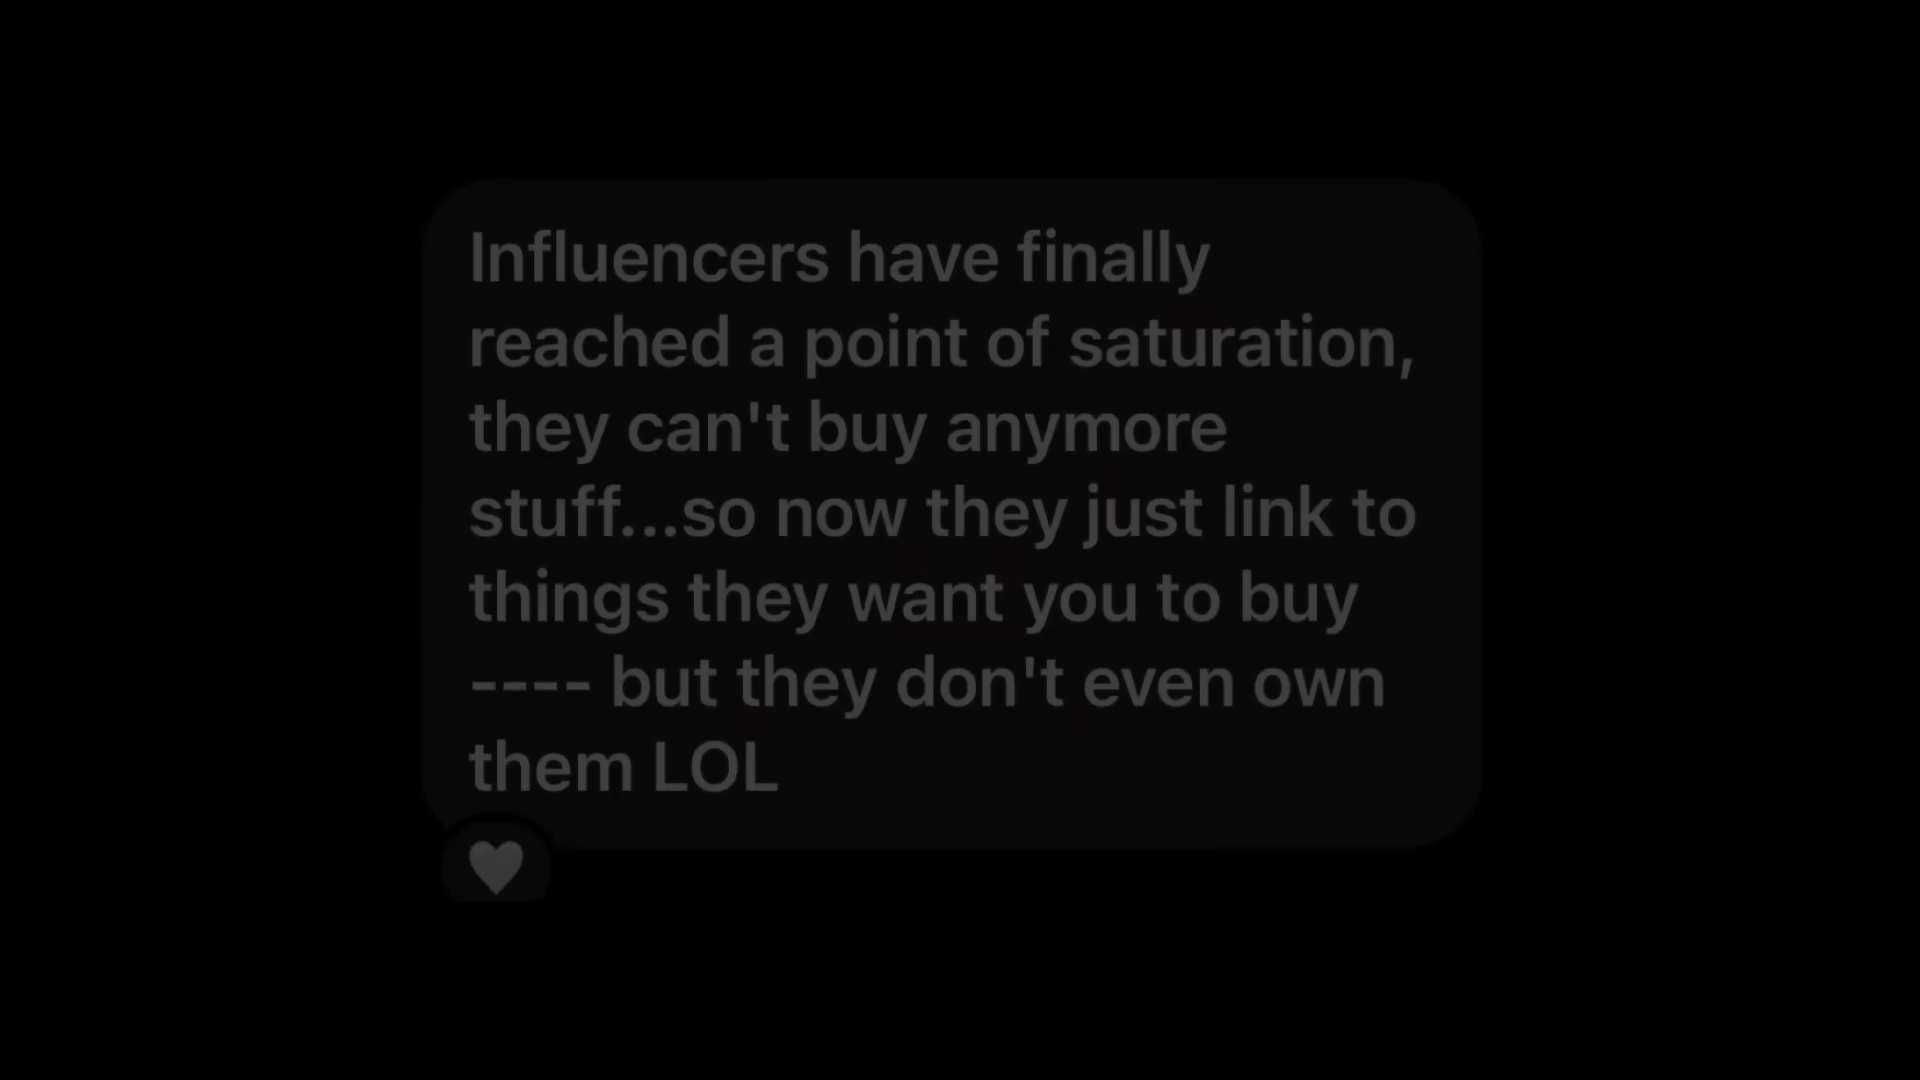 Influencers have finally
reached a point of saturation,
they can't buy anymore
stuff...so now they just link to
things they want you to buy
---- but they don't even own
them LOL